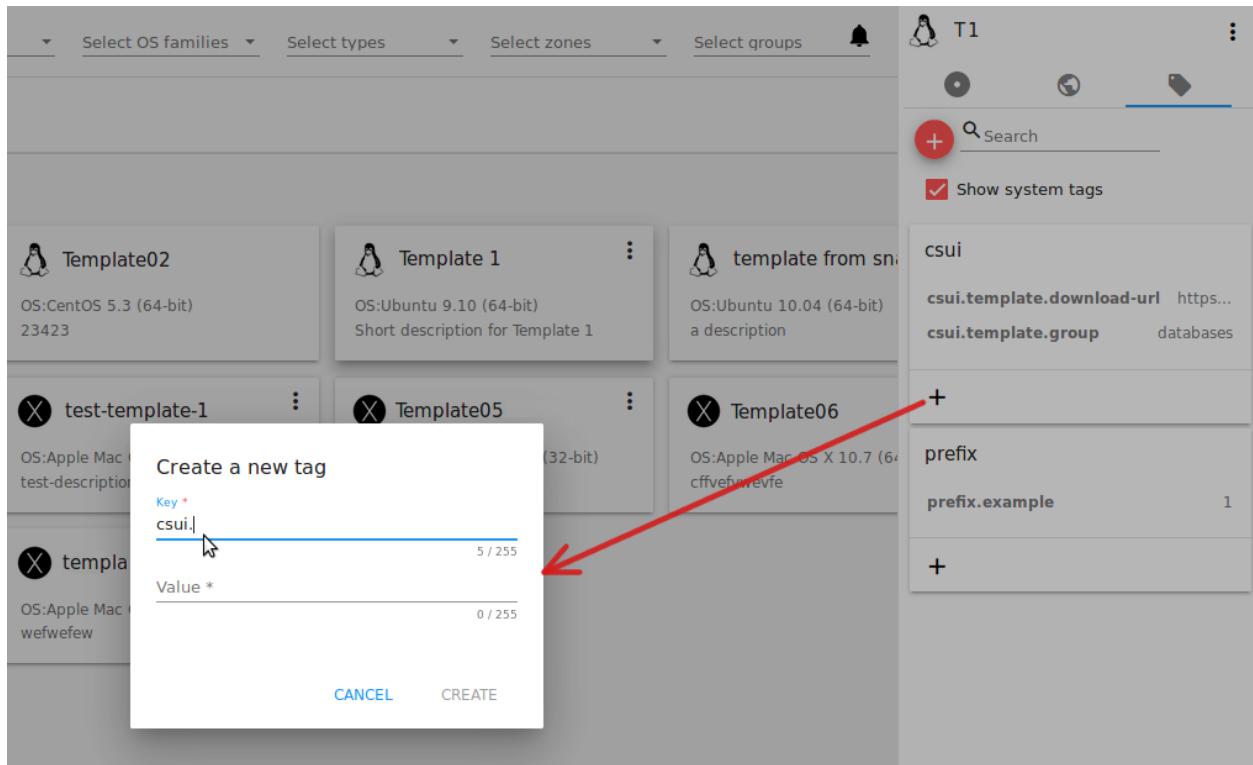 Select OS families
Select types
Select zones
Select groups
Template02
OS:CentOS 5.3 (64-bit)
23423
Template 1
OS:Ubuntu 9.10 (64-bit)
Short description for Template 1
template from sna
OS:Ubuntu 10.04 (64-bit)
a description
test-template-1
OS:Apple Mac
test-description
Template05
(32-bit)
Template06
OS:Apple Mac OS X 10.7 (64
cffvefvwevfe
templa
OS:Apple Mac
wefwefew
Create a new tag
Key *
csui.
5 / 255
Value *
0 / 255
CANCEL
CREATE
T1
Search
Show system tags
csui
csui.template.download-url https...
csui.template.group databases
+
prefix
prefix.example 1
+